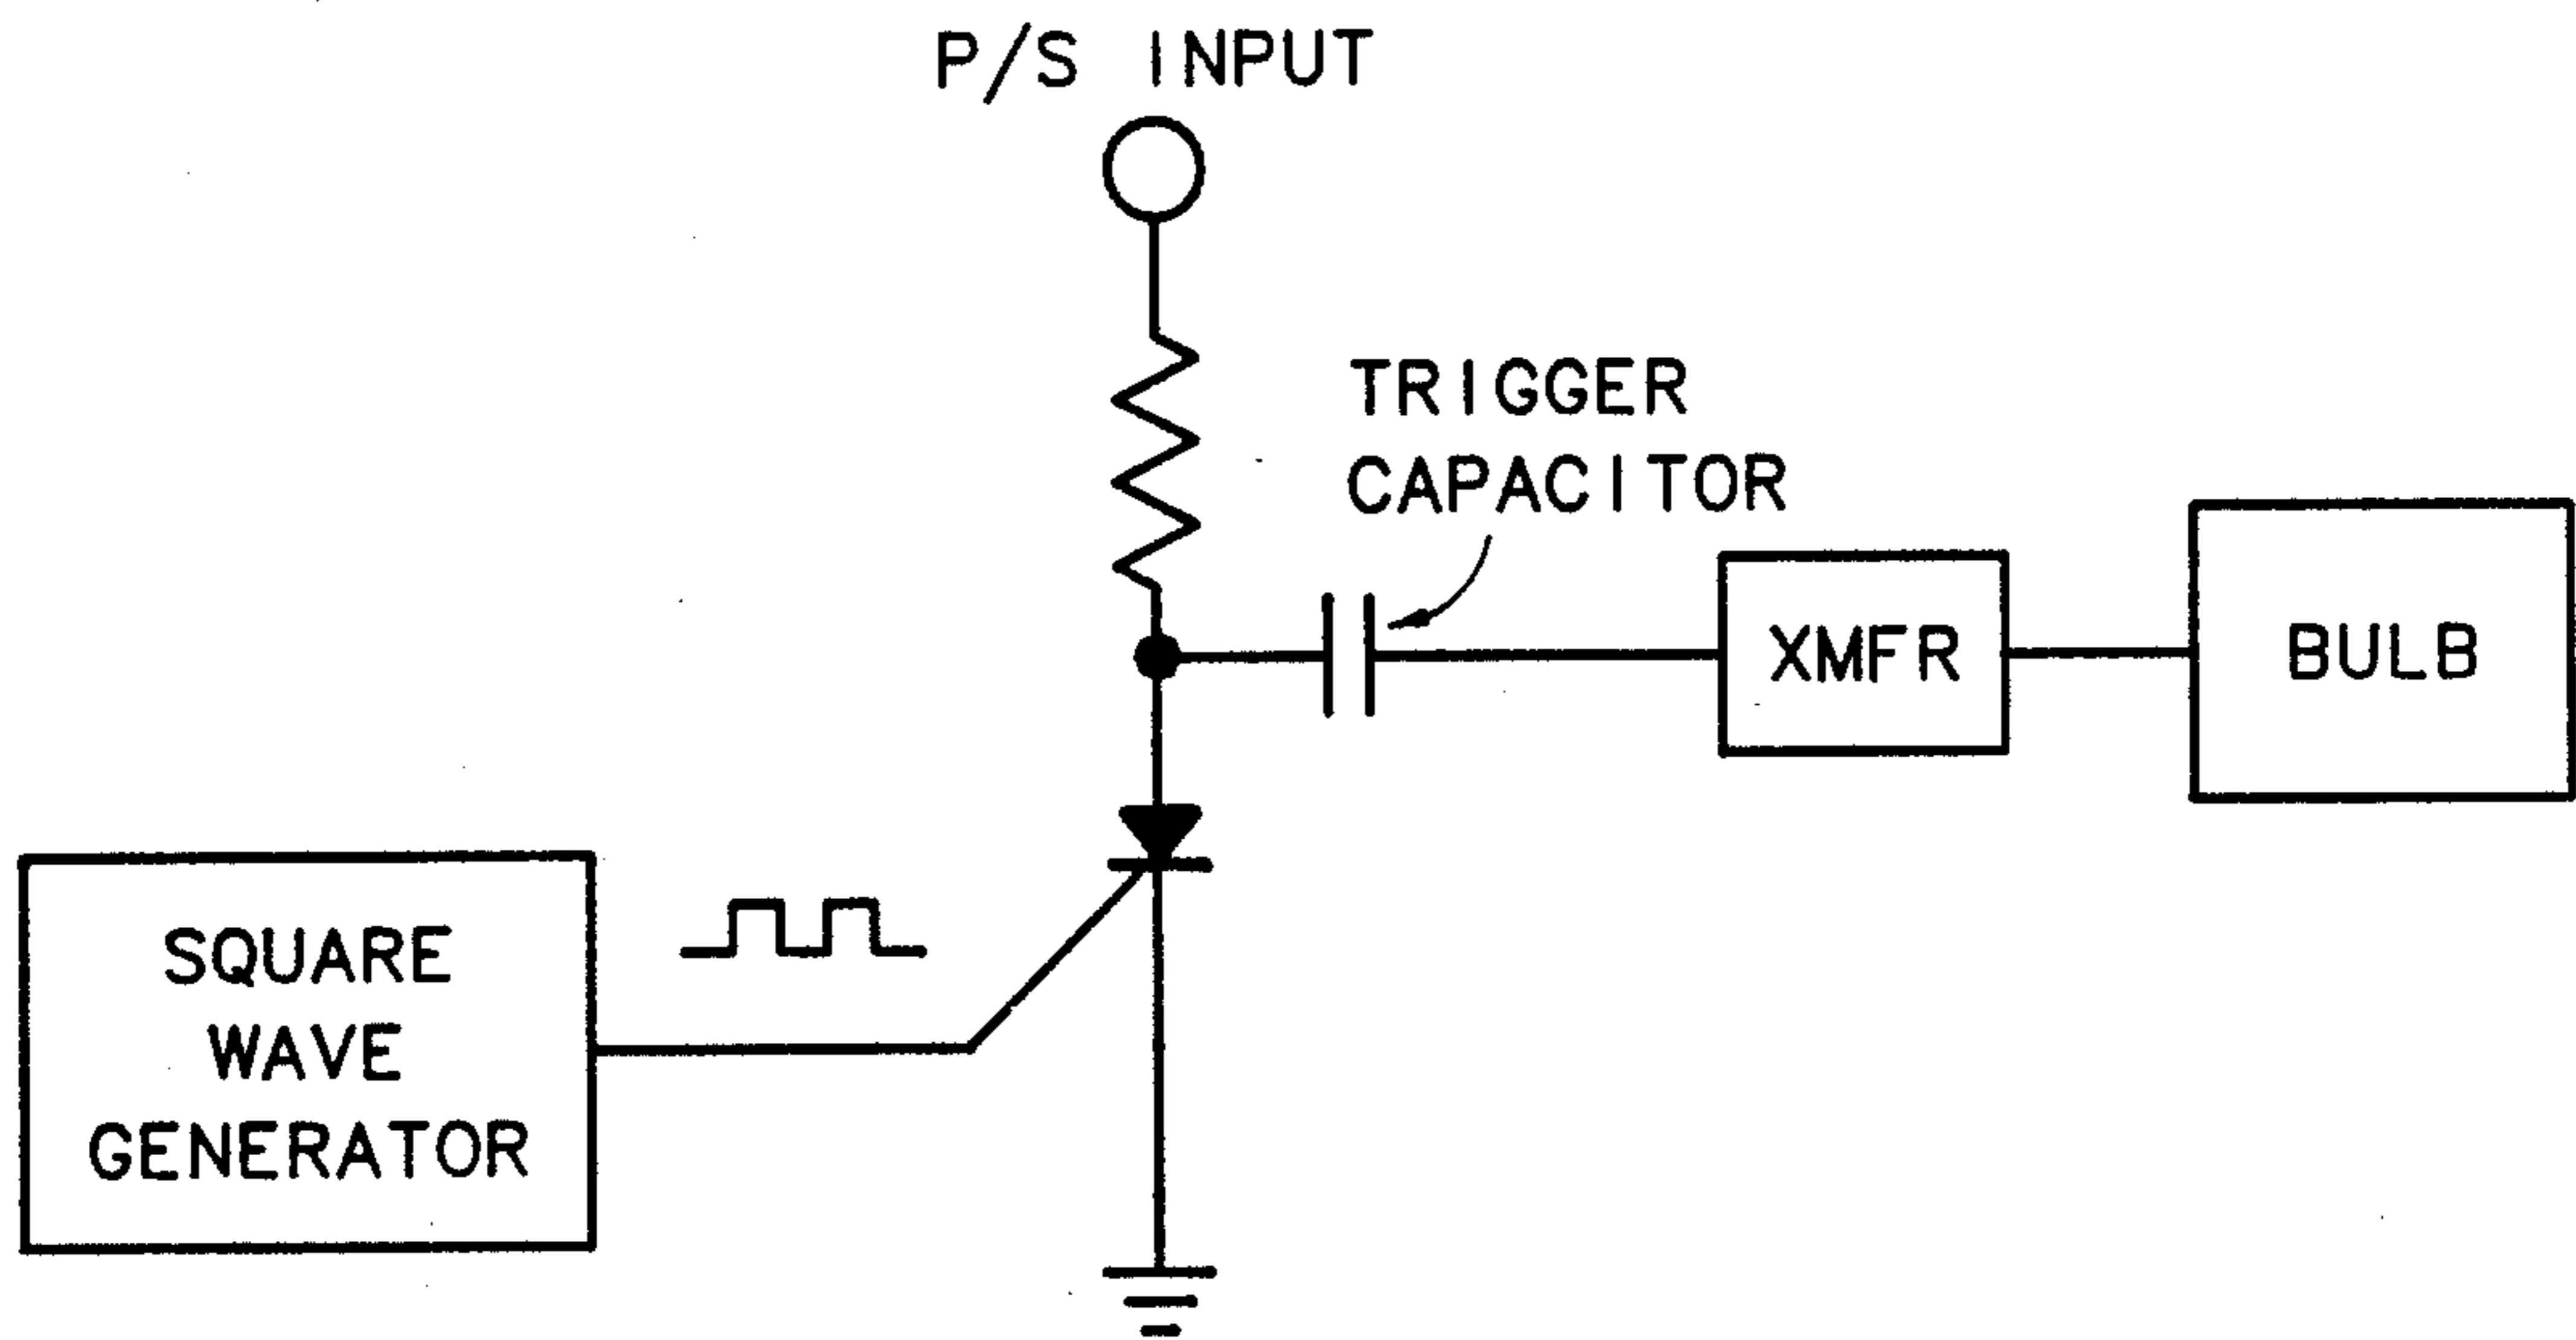 P/S INPUT
TRIGGER
CAPACITOR
XMFR
BULB
SQUARE
WAVE
GENERATOR